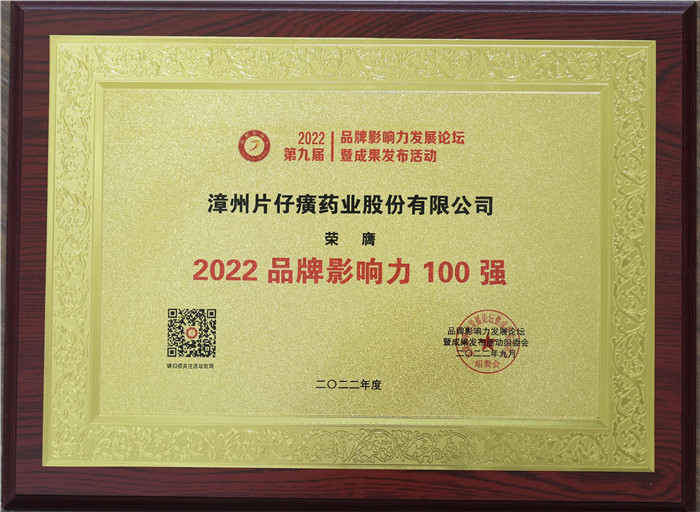 2022 品牌影响力发展论坛
第九届 暨成果发布活动
漳州片仔癀药业股份有限公司
荣 膺
2022 品牌影响力 100 强
请扫码关注活动官网
品牌影响力发展论坛
暨成果发布活动组委会
二〇二二年九月
组委会
二〇二二年度